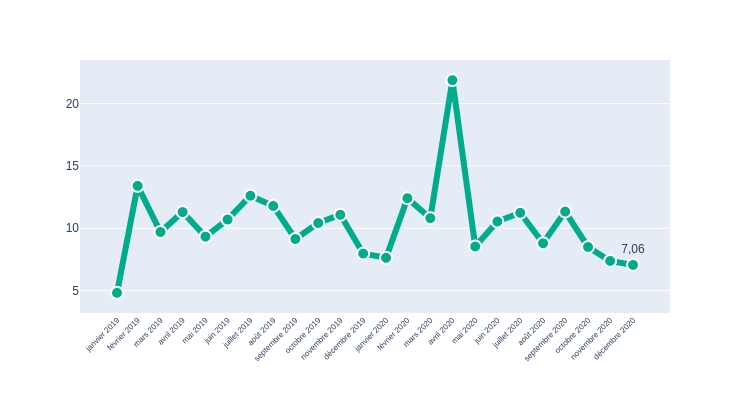 20
15
10
5
7,06
janvier 2019
février 2019
mars 2019
avril 2019
mai 2019
juin 2019
juillet 2019
août 2019
septembre 2019
octobre 2019
novembre 2019
décembre 2019
janvier 2020
février 2020
mars 2020
avril 2020
mai 2020
juin 2020
juillet 2020
août 2020
septembre 2020
octobre 2020
novembre 2020
décembre 2020